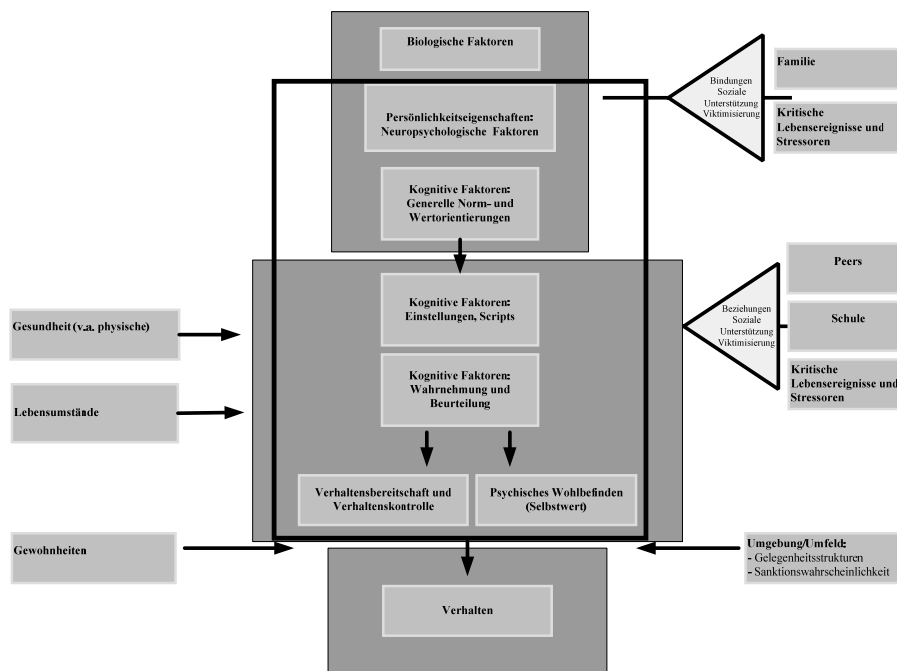 Biologische Faktoren
Persönlichkeitseigenschaften:
Neuropsychologische Faktoren
Kognitive Faktoren:
Generelle Norm- und
Wertorientierungen
Bindungen
Soziale
Unterstützung
Viktimisierung
Familie
Kritische
Lebensereignisse und
Stressoren
Gesundheit (v.a. physische)
Lebensumstände
Kognitive Faktoren:
Einstellungen, Scripts
Kognitive Faktoren:
Wahrnehmung und
Beurteilung
Verhaltensbereitschaft und
Verhaltenskontrolle
Psychisches Wohlbefinden
(Selbstwert)
Beziehungen
Soziale
Unterstützung
Viktimisierung
Peers
Schule
Kritische
Lebensereignisse und
Stressoren
Gewohnheiten
Umgebung/Umfeld:
- Gelegenheitsstrukturen
- Sanktionswahrscheinlichkeit
Verhalten